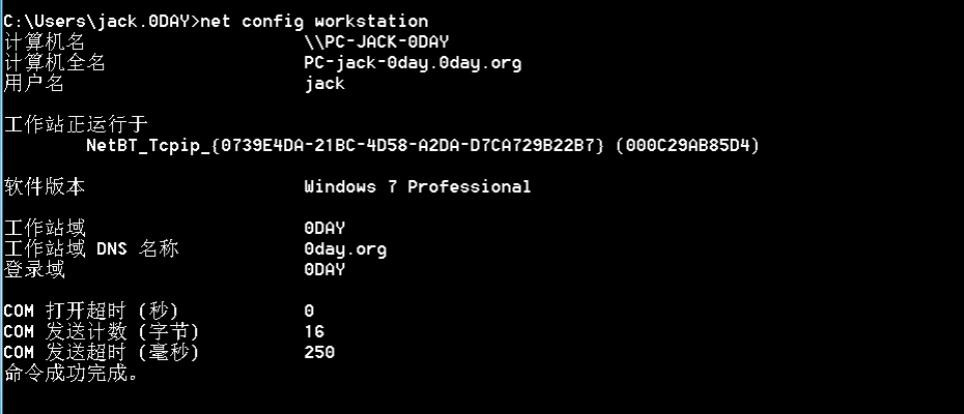 C:\Users\jack.0DAY>net config workstation
计算机名                     \\PC-JACK-0DAY
计算机全名                   PC-jack-0day.0day.org
用户名                       jack
工作站正运行于
        NetBT_Tcpip_{0739E4DA-21BC-4D58-A2DA-D7CA729B22B7} (000C29AB85D4)
软件版本                     Windows 7 Professional
工作站域                     0DAY
工作站域 DNS 名称            0day.org
登录域                       0DAY
COM 打开超时 (秒)            0
COM 发送计数 (字节)          16
COM 发送超时 (毫秒)          250
命令成功完成。